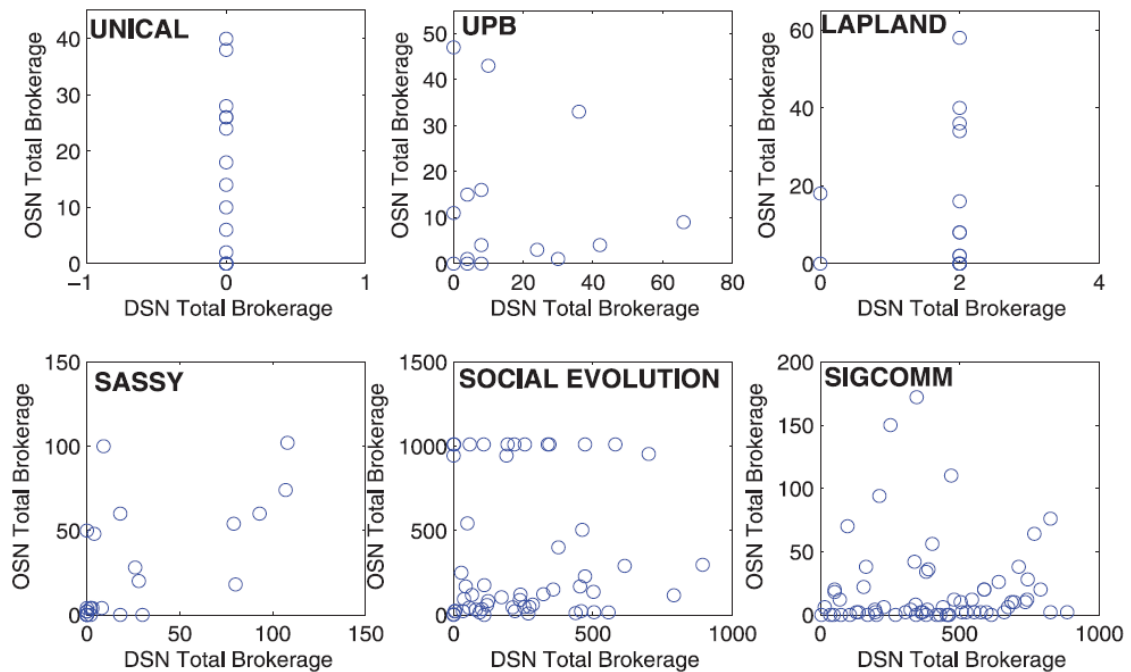 UNICAL
40
30
20
10
0
−1
0
1
OSN Total Brokerage
DSN Total Brokerage
UPB
50
40
30
20
10
0
0
20
40
60
80
OSN Total Brokerage
DSN Total Brokerage
LAPLAND
60
40
20
0
0
2
4
OSN Total Brokerage
DSN Total Brokerage
SASSY
150
100
50
0
0
50
100
150
OSN Total Brokerage
DSN Total Brokerage
SOCIAL EVOLUTION
1500
1000
500
0
0
500
1000
OSN Total Brokerage
DSN Total Brokerage
SIGCOMM
200
150
100
50
0
0
500
1000
OSN Total Brokerage
DSN Total Brokerage